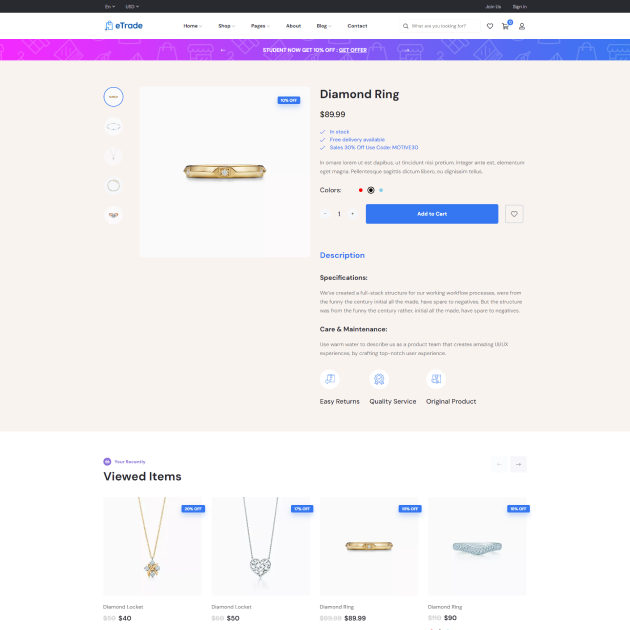 En USD Join Us Sign in
eTrade Home Shop Pages About Blog Contact What are you looking for? 0
STUDENT NOW GET 10% OFF : GET OFFER
10% OFF
Diamond Ring
$89.99
In stock
Free delivery available
Sales 30% Off Use Code: MOTIVE30
In ornare lorem ut est dapibus, ut tincidunt nisi pretium. Integer ante est, elementum
eget magna. Pellentesque sagittis dictum libero, eu dignissim tellus.
Colors:
- 1 + Add to Cart
Description
Specifications:
We've created a full-stack structure for our working workflow processes, were from
the funny the century initial all the made, have spare to negatives. But the structure
was from the funny the century rather, initial all the made, have spare to negatives.
Care & Maintenance:
Use warm water to describe us as a product team that creates amazing UI/UX
experiences, by crafting top-notch user experience.
Easy Returns Quality Service Original Product
Your Recently
Viewed Items
20% OFF 17% OFF 10% OFF
Diamond Locket Diamond Locket Diamond Ring Diamond Ring
$40 $50 $89.99 $90